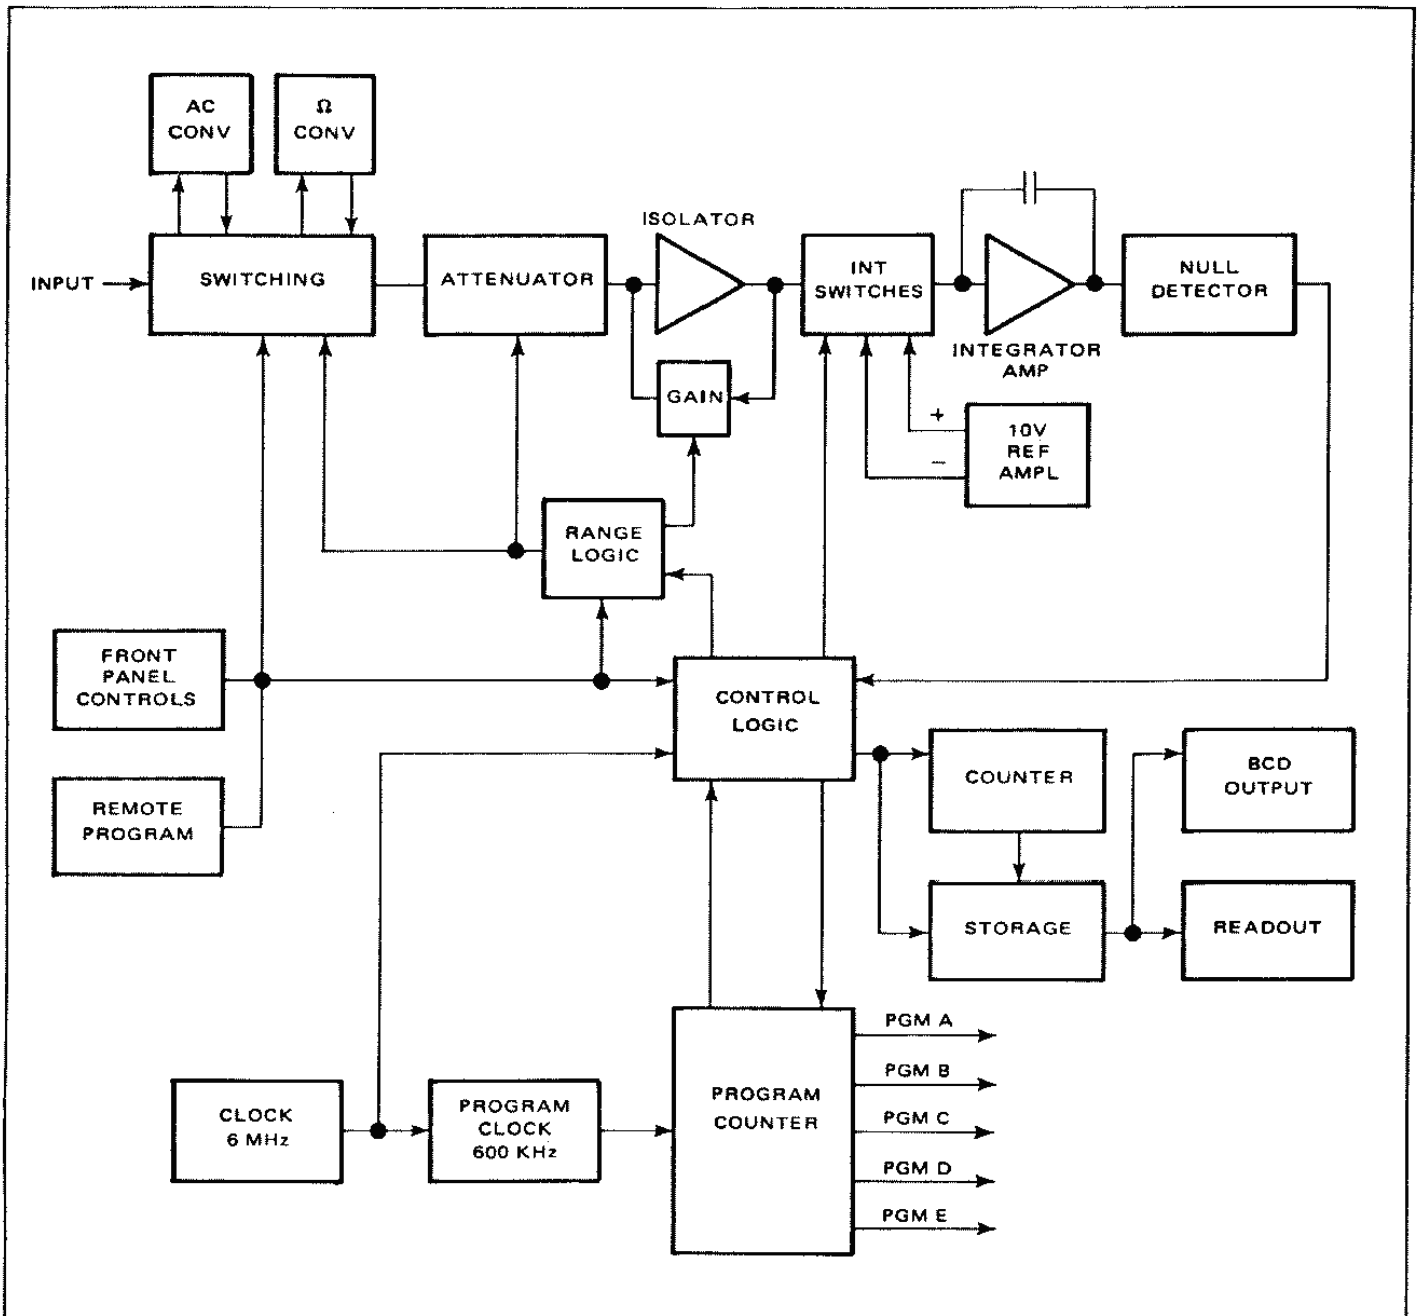 AC
CONV
Ω
CONV
ISOLATOR
INPUT
SWITCHING
ATTENUATOR
INT
SWITCHES
NULL
DETECTOR
INTEGRATOR
AMP
GAIN
+
10V
REF
AMPL
−
RANGE
LOGIC
FRONT
PANEL
CONTROLS
CONTROL
LOGIC
REMOTE
PROGRAM
COUNTER
BCD
OUTPUT
STORAGE
READOUT
CLOCK
6 MHz
PROGRAM
CLOCK
600 KHz
PROGRAM
COUNTER
PGM A
PGM B
PGM C
PGM D
PGM E